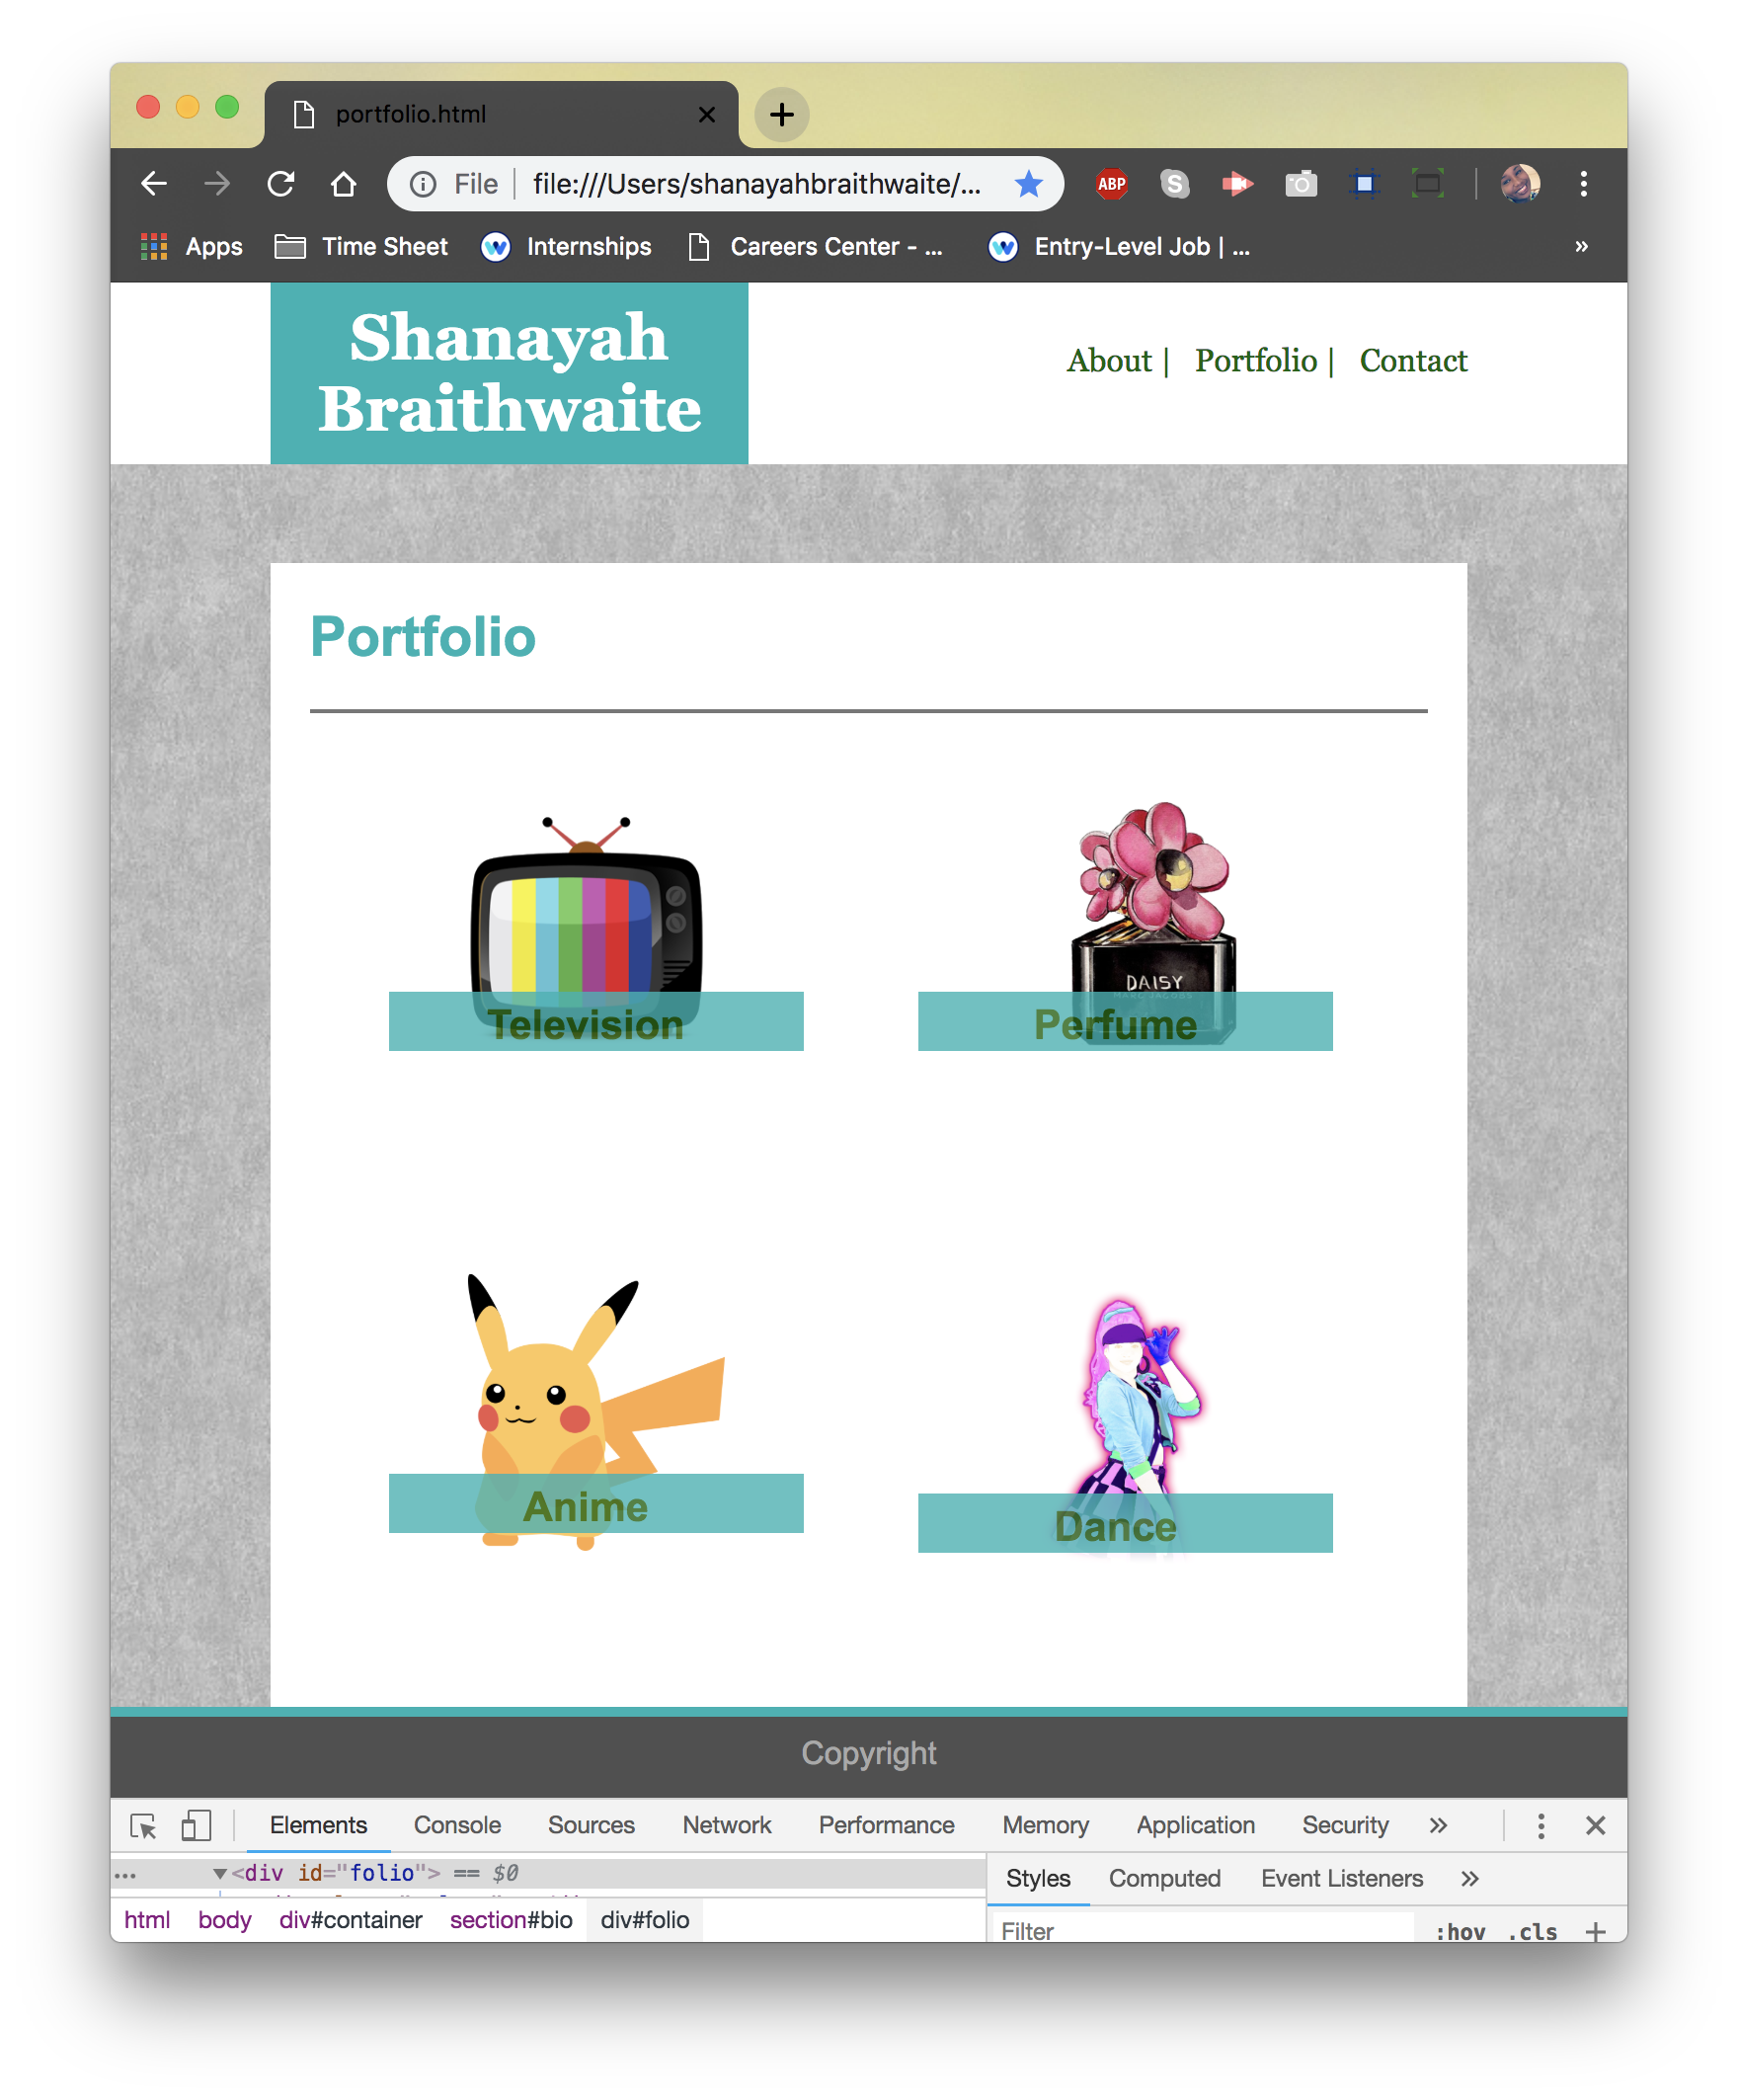 portfolio.html
File file:///Users/shanayahbraithwaite/...
ABP
S
Apps Time Sheet Internships Careers Center - ... Entry-Level Job | ... »
Shanayah
Braithwaite
About | Portfolio | Contact
Portfolio
DAISY
MARC JACOBS
Television Perfume
Anime Dance
Copyright
Elements Console Sources Network Performance Memory Application Security »
... ▼<div id="folio"> == $0
Styles Computed Event Listeners »
html body div#container section#bio div#folio
Filter :hov .cls +